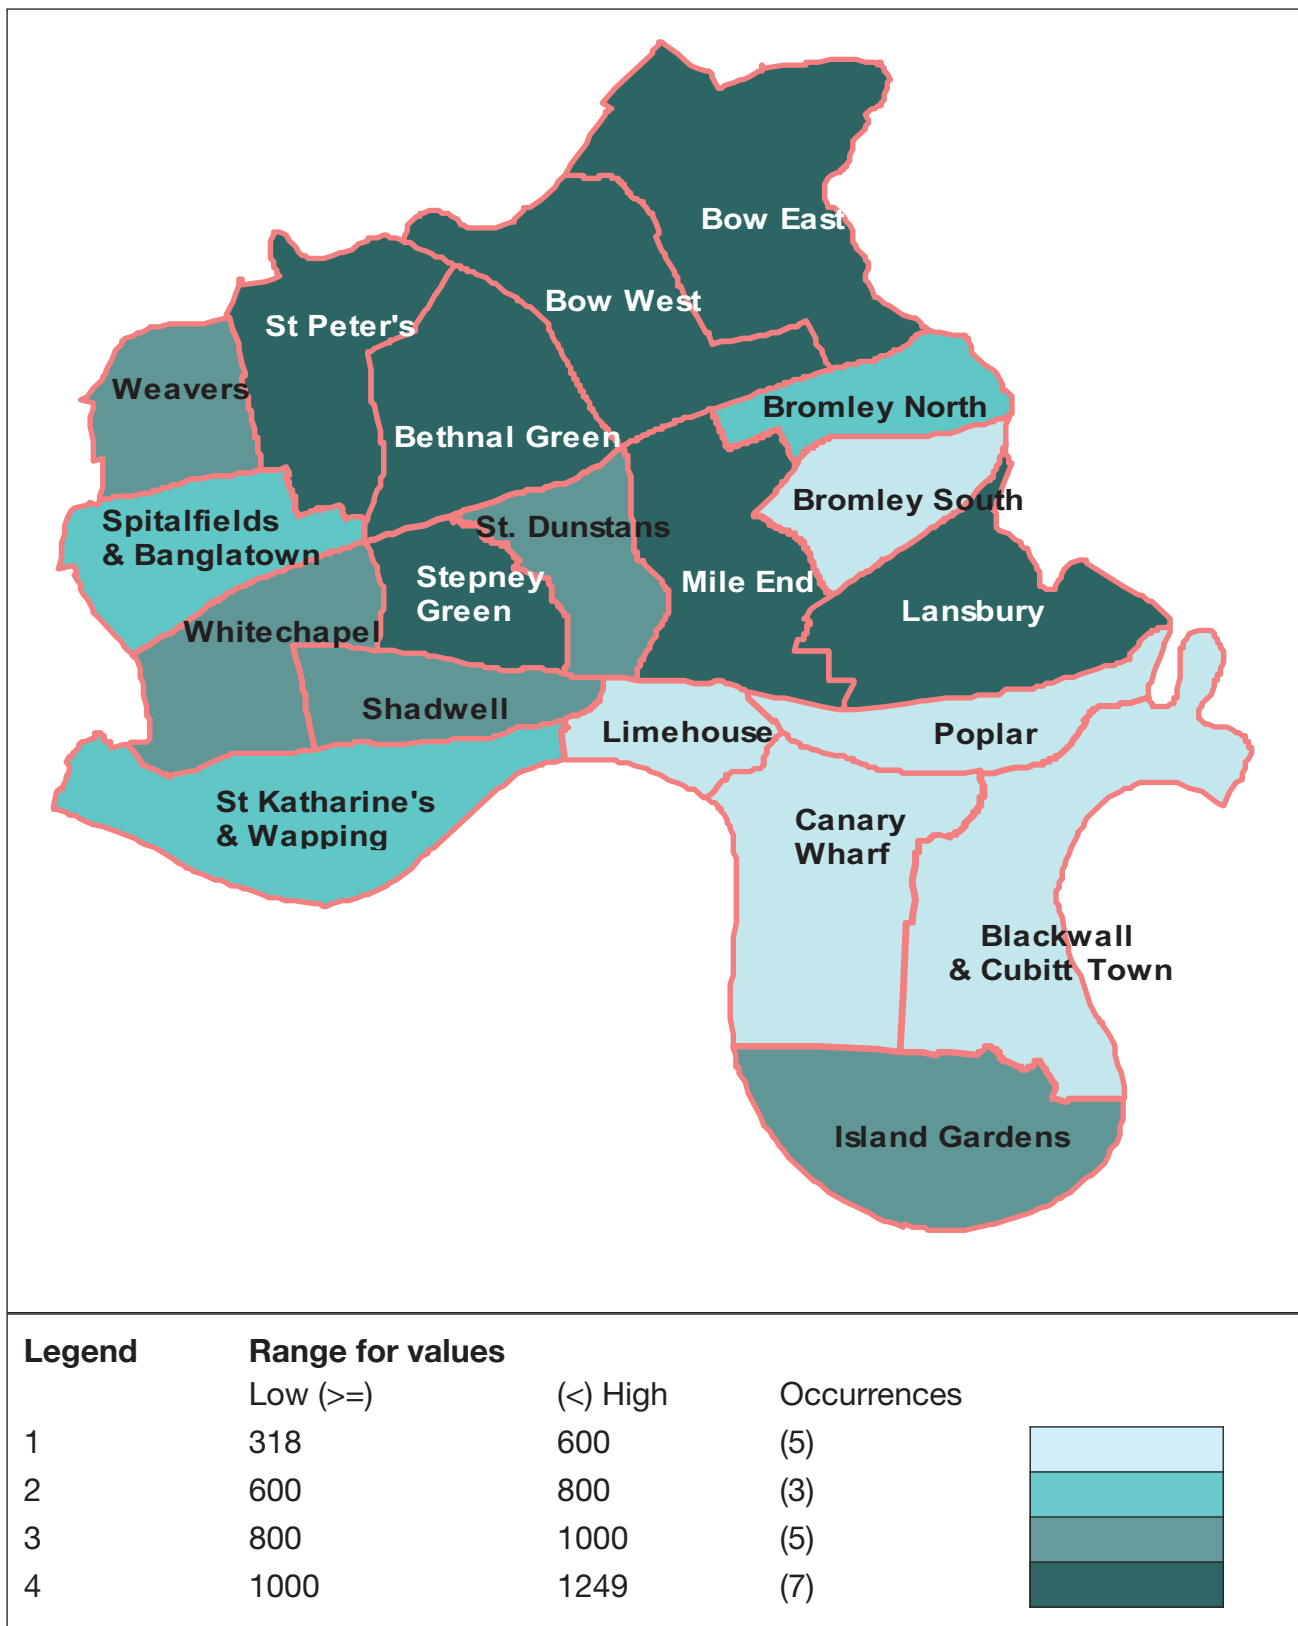 Bow East
Bow West
St Peter's
Weavers
Bromley North
Bethnal Green
Bromley South
Spitalfields
& Banglatown
St. Dunstans
Stepney
Green
Mile End
Lansbury
Whitechapel
Shadwell
Limehouse
Poplar
St Katharine's
& Wapping
Canary
Wharf
Blackwall
& Cubitt Town
Island Gardens
Legend Range for values
Low (>=) (<) High Occurrences
1 318 600 (5)
2 600 800 (3)
3 800 1000 (5)
4 1000 1249 (7)